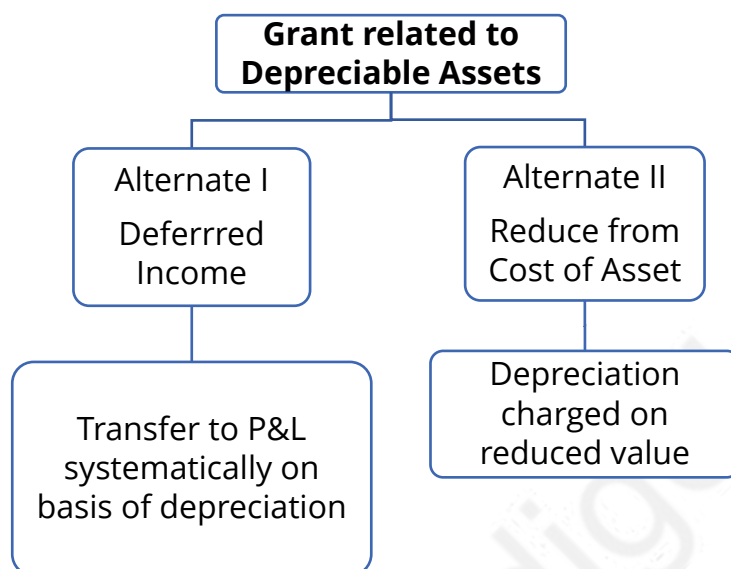 Grant related to
Depreciable Assets
Alternate I
Deferrred
Income
Alternate II
Reduce from
Cost of Asset
Transfer to P&L
systematically on
basis of depreciation
Depreciation
charged on
reduced value